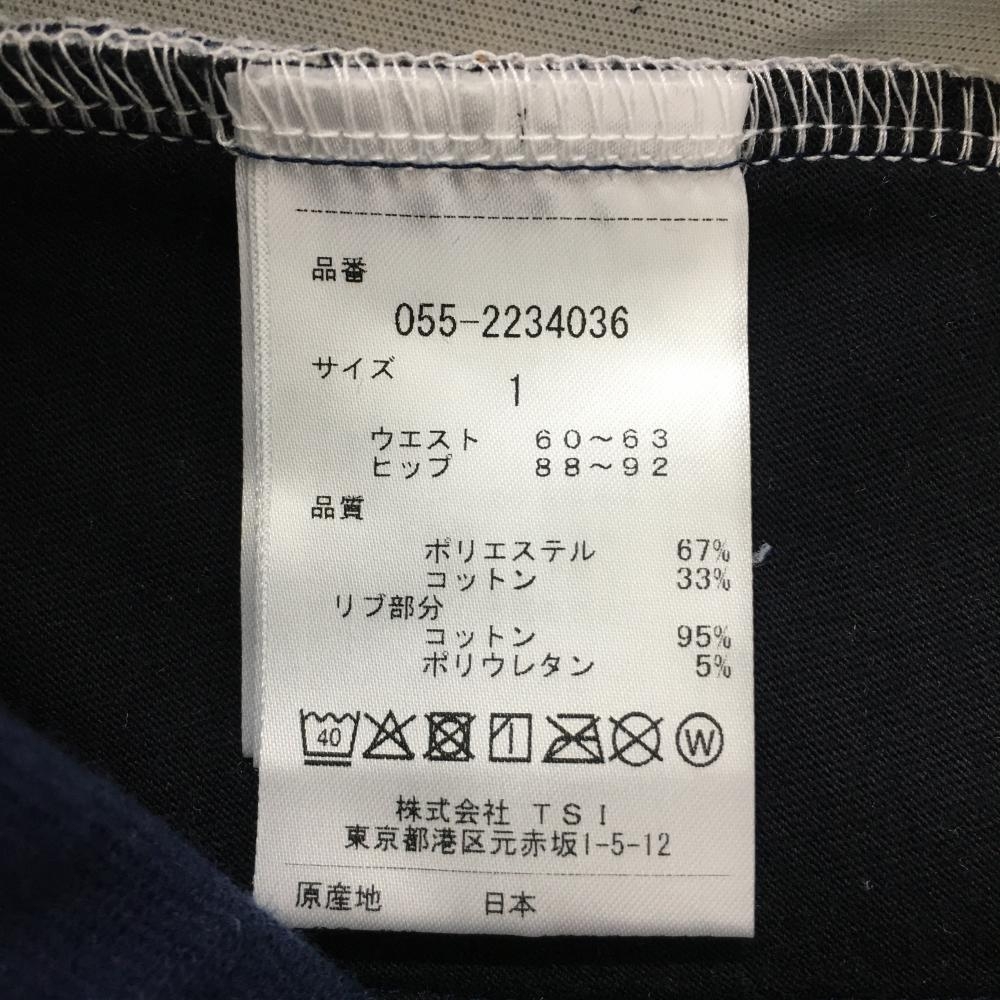 品番
055-2234036
サイズ
1
ウエスト 60～63
ヒップ 88～92
品質
ポリエステル 67%
コットン 33%
リブ部分
コットン 95%
ポリウレタン 5%
40 W
株式会社 TSI
東京都港区元赤坂1-5-12
原産地 日本